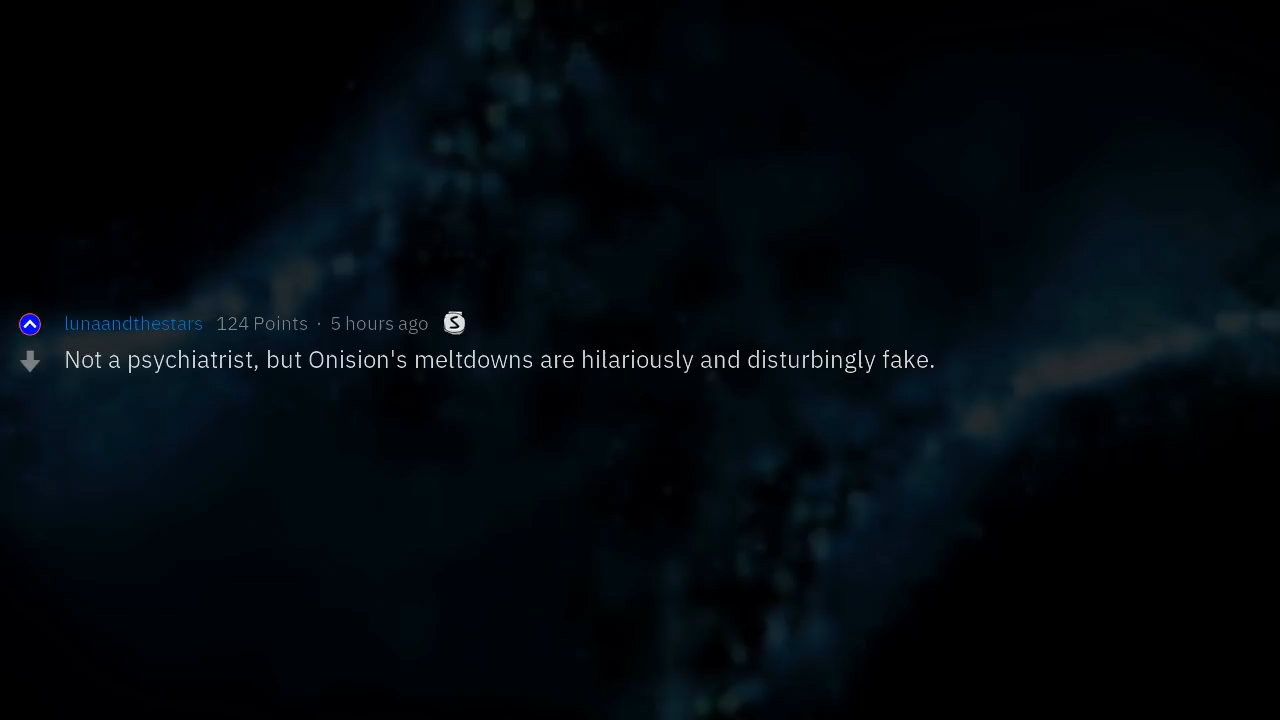 lunaandthestars 124 Points · 5 hours ago
Not a psychiatrist, but Onision's meltdowns are hilariously and disturbingly fake.